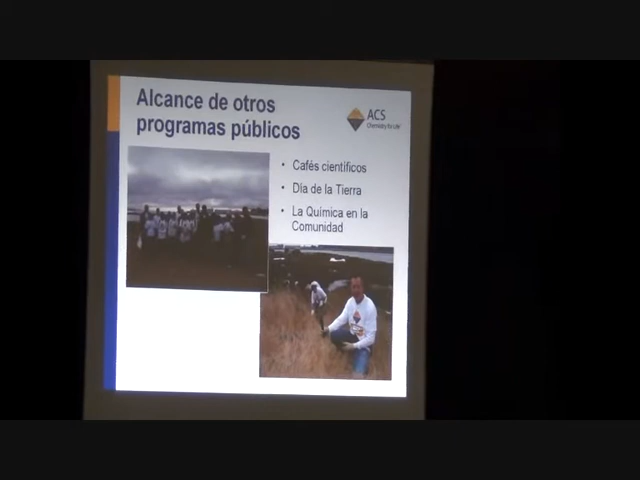 Alcance de otros
programas públicos
ACS
Chemistry for Life
• Cafés científicos
• Día de la Tierra
• La Química en la
Comunidad